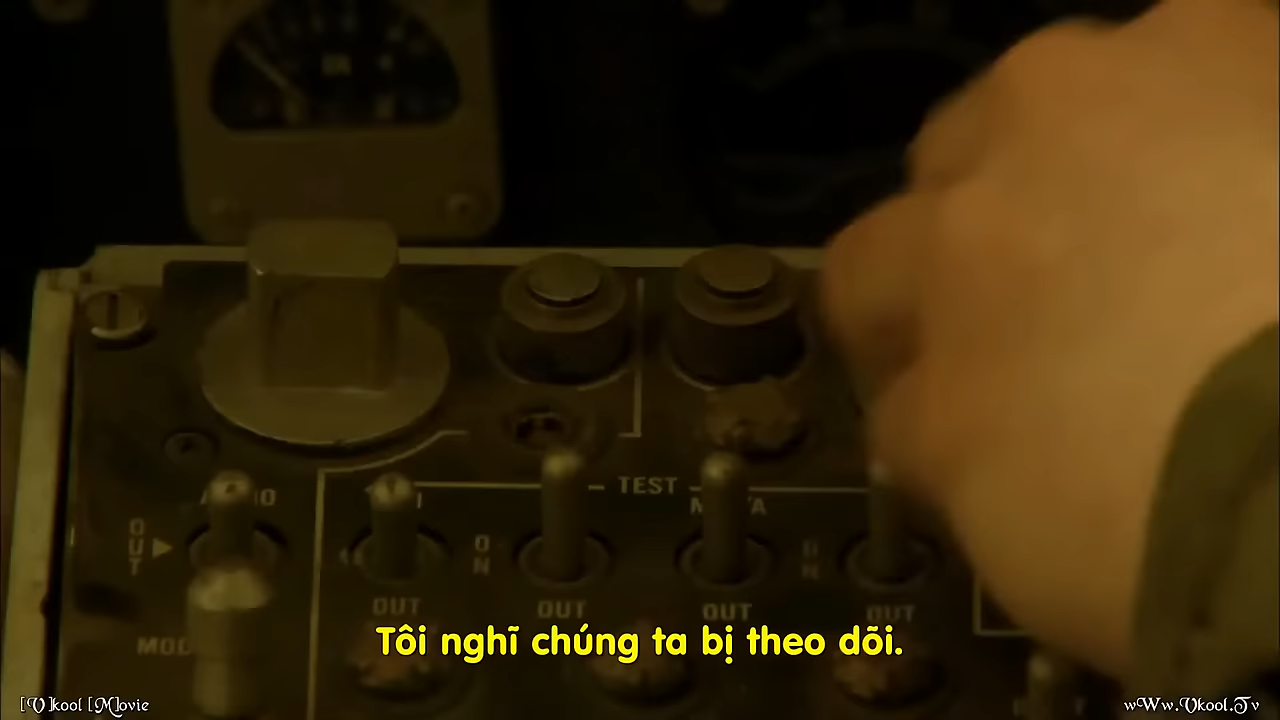 TEST
OUT
ON
OUT
OUT
OUT
OUT
Tôi nghĩ chúng ta bị theo dõi.
[V]kool [M]ovie
wWw.Vkool.Tv